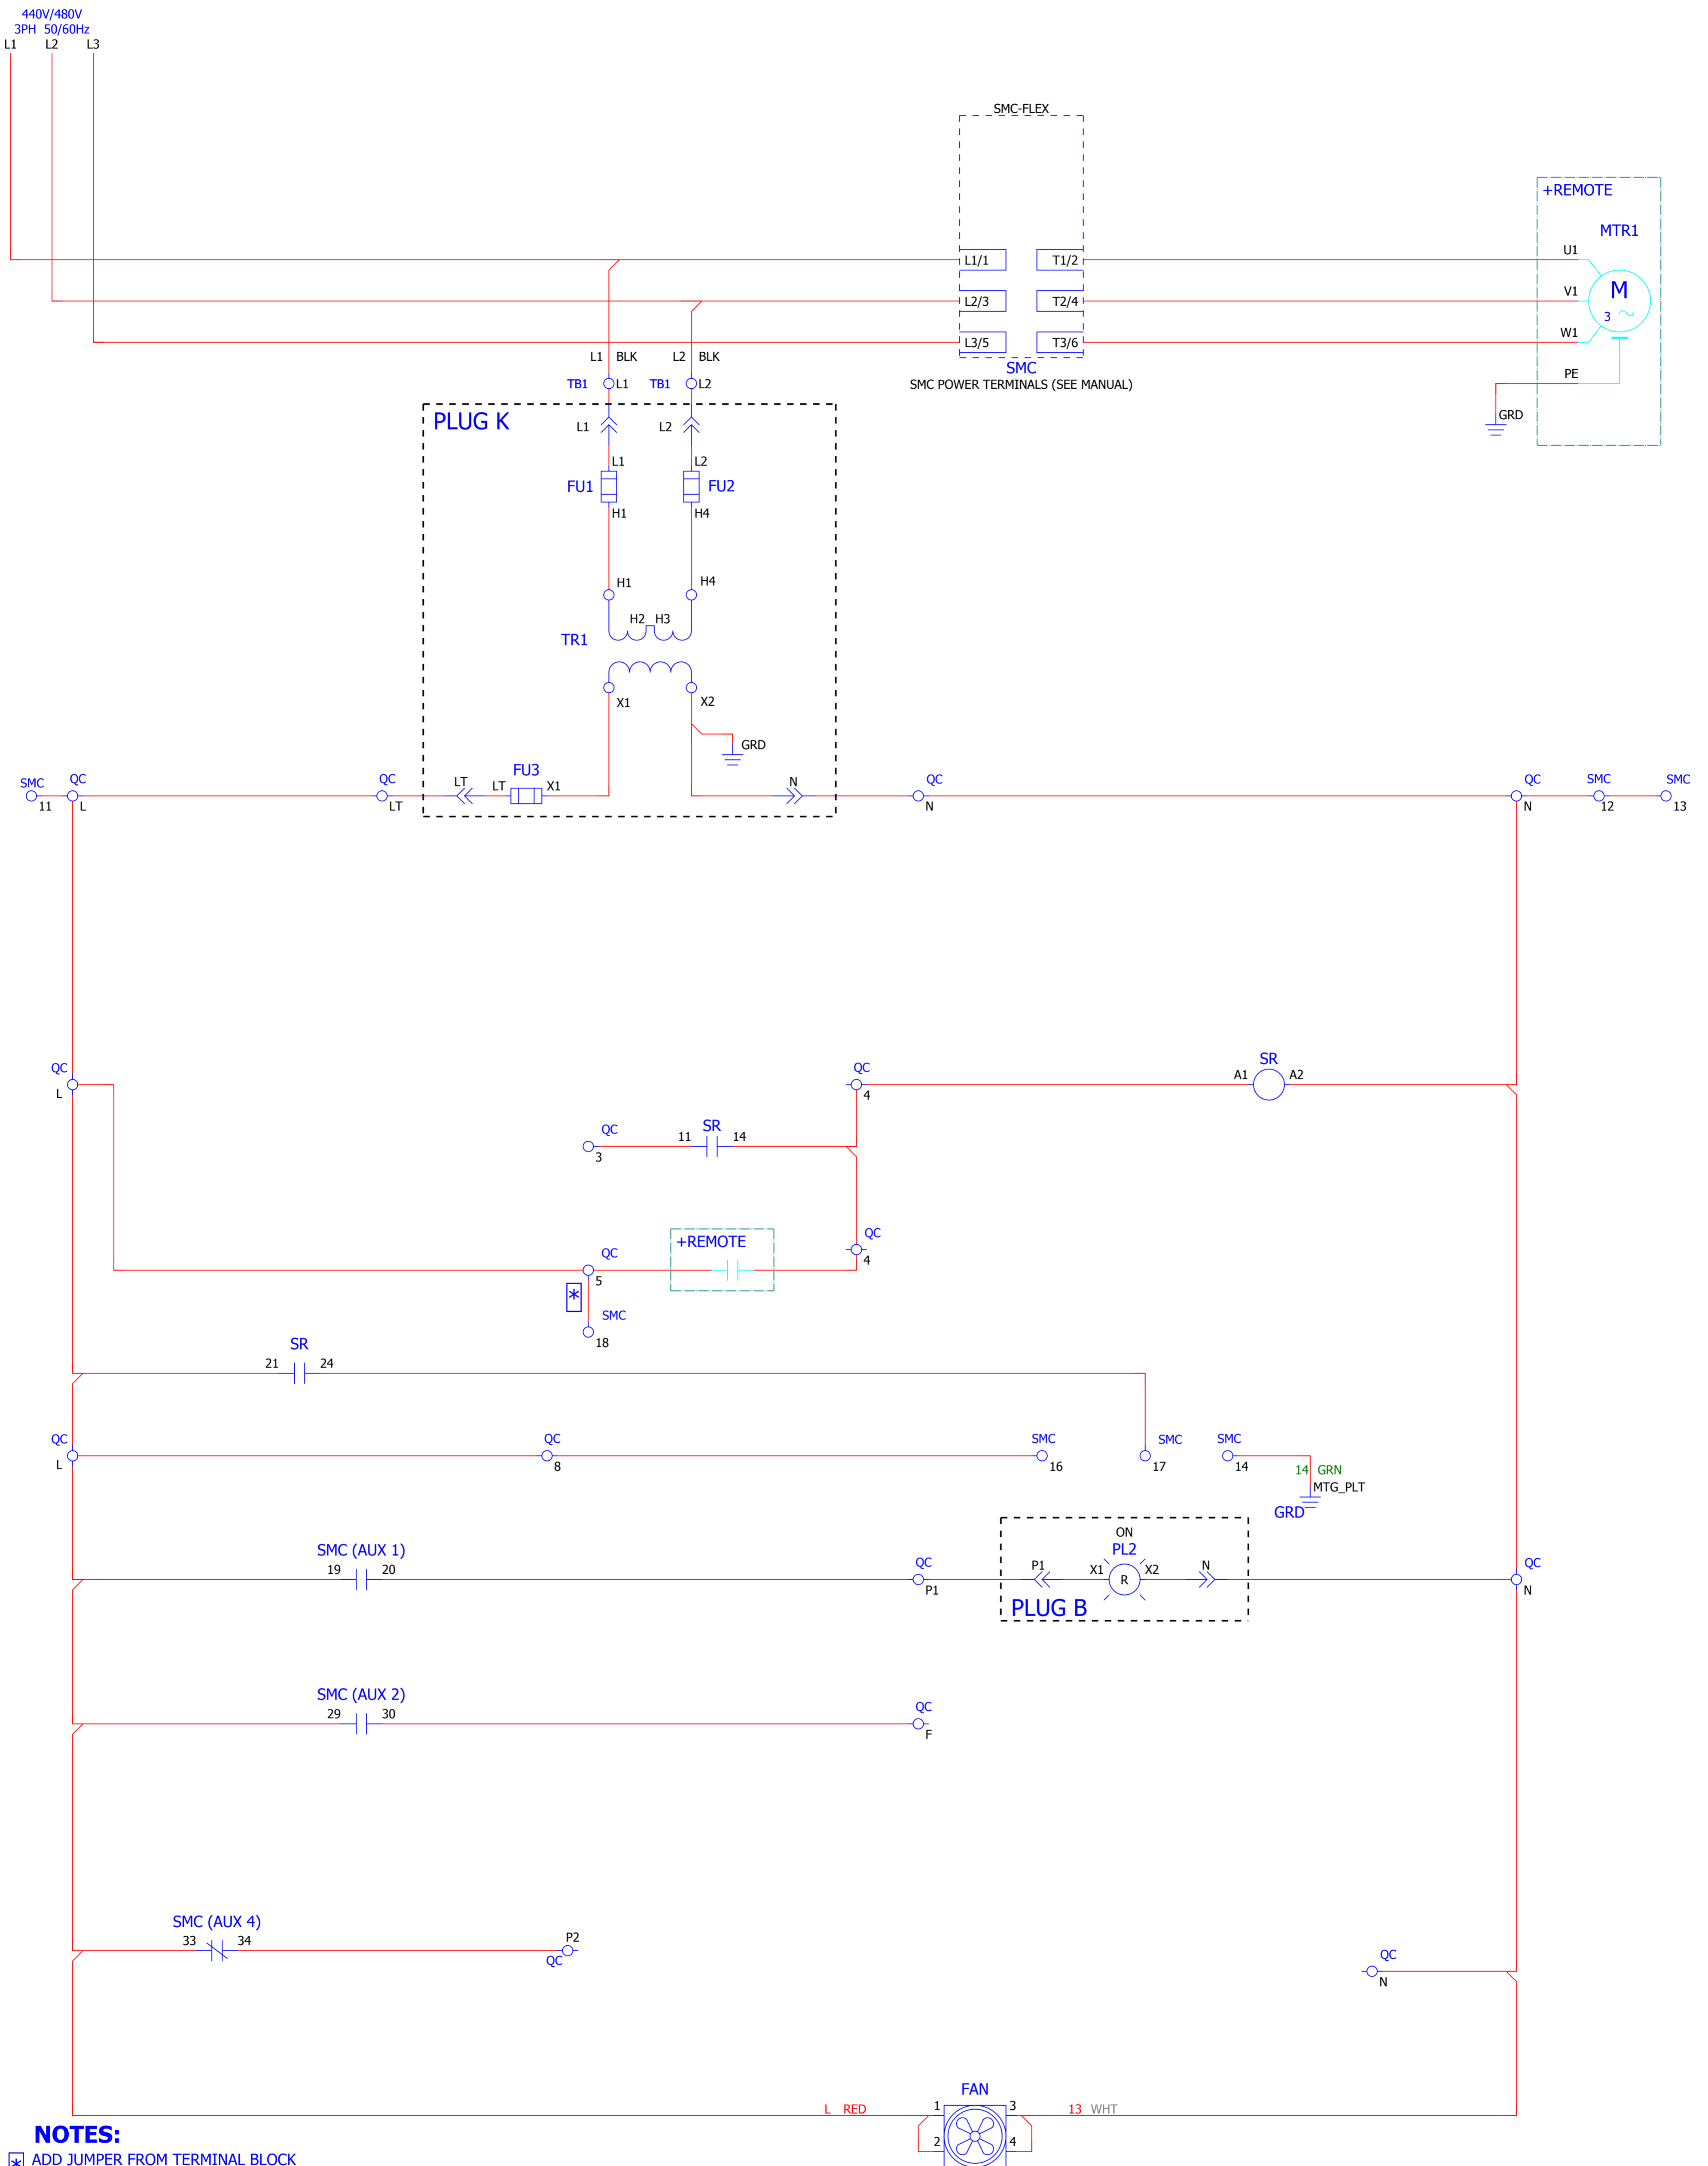 440V/480V
3PH 50/60Hz
L1 L2 L3
SMC-FLEX
+REMOTE
MTR1
L1/1 T1/2 U1
L2/3 T2/4 V1
M
3
L3/5 T3/6 W1
L1 BLK L2 BLK
SMC
SMC POWER TERMINALS (SEE MANUAL)
PE
TB1 L1 TB1 L2
GRD
PLUG K
L1 L2
L1 L2
FU1 FU2
H1 H4
H1 H4
H2 H3
TR1
X1 X2
GRD
SMC QC QC FU3 QC QC SMC SMC
LT LT X1 N
11 L LT N N 12 13
QC QC SR
L 4 A1 A2
QC SR
3 11 14
+REMOTE QC
QC 4
5
*
SMC
18
SR
21 24
QC QC SMC SMC SMC
L 8 16 17 14
14 GRN
MTG_PLT
GRD
ON
SMC (AUX 1) PL2
19 20 QC P1 X1 X2 N QC
R
P1 N
PLUG B
SMC (AUX 2)
29 30 QC
F
SMC (AUX 4)
33 34 P2
QC
QC
N
FAN
L RED 1 3 13 WHT
2 4
NOTES:
* ADD JUMPER FROM TERMINAL BLOCK